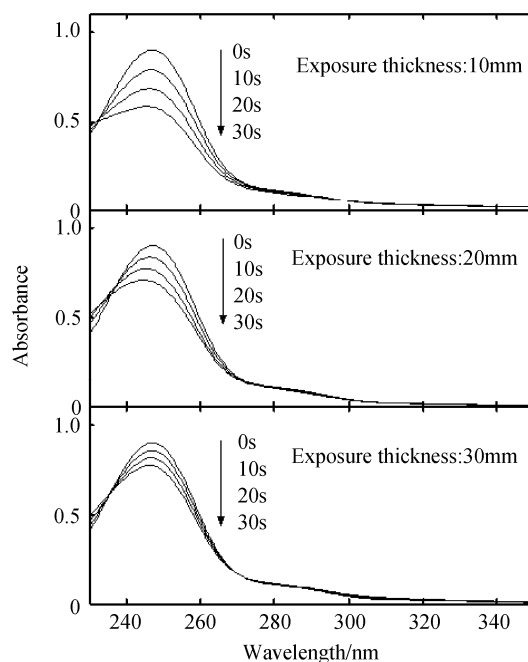 1.0
0s
10s
20s
30s
Exposure thickness:10mm
0.5
0
1.0
0s
10s
20s
30s
Exposure thickness:20mm
0.5
0
1.0
0s
10s
20s
30s
Exposure thickness:30mm
0.5
0
Absorbance
240 260 280 300 320 340
Wavelength/nm